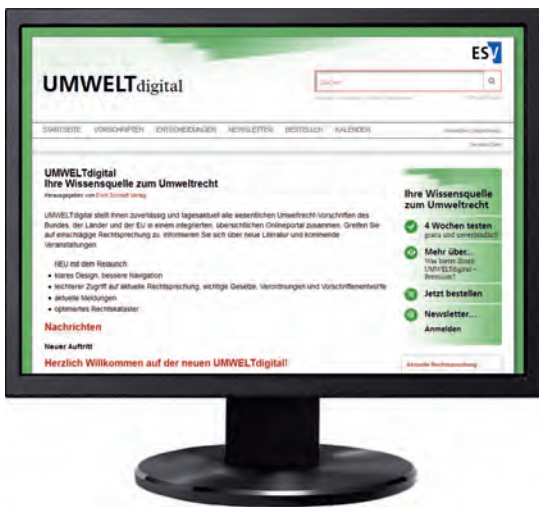 ESV
UMWELTdigital
Suchen
STARTSEITE VORSCHRIFTEN ENTSCHEIDUNGEN NEWSLETTER BESTELLEN KALENDER
UMWELTdigital
Ihre Wissensquelle zum Umweltrecht
Herausgegeben vom Erich Schmidt Verlag
UMWELTdigital stellt Ihnen zuverlässig und tagesaktuell alle wesentlichen Umweltrecht-Vorschriften des
Bundes, der Länder und der EU in einem integrierten, übersichtlichen Onlineportal zusammen. Greifen Sie
auf einschlägige Rechtsprechung zu, informieren Sie sich über neue Literatur und kommende
Veranstaltungen.
NEU mit dem Relaunch
• klares Design, bessere Navigation
• leichterer Zugriff auf aktuelle Rechtsprechung, wichtige Gesetze, Verordnungen und Vorschriftenentwürfe
• aktuelle Meldungen
• optimiertes Rechtskataster
Nachrichten
Neuer Auftritt
Herzlich Willkommen auf der neuen UMWELTdigital!
Ihre Wissensquelle
zum Umweltrecht
4 Wochen testen
gratis und unverbindlich
Mehr über...
Was bietet Ihnen
UMWELTdigital –
Premium?
Jetzt bestellen
Newsletter...
Anmelden
Aktuelle Rechtsprechung